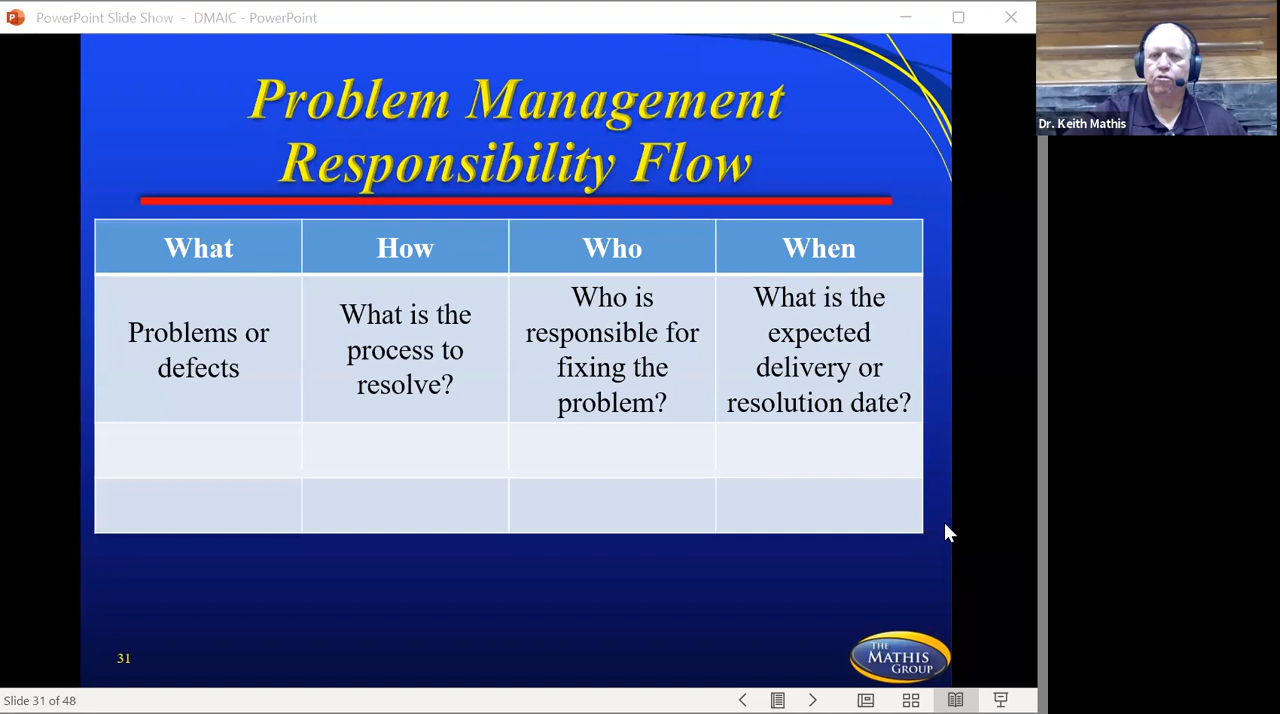 PowerPoint Slide Show - DMAIC - PowerPoint
Dr. Keith Mathis
Problem Management
Responsibility Flow
What
How
Who
When
Problems or
defects
What is the
process to
resolve?
Who is
responsible for
fixing the
problem?
What is the
expected
delivery or
resolution date?
31
THE
MATHIS
GROUP
Slide 31 of 48